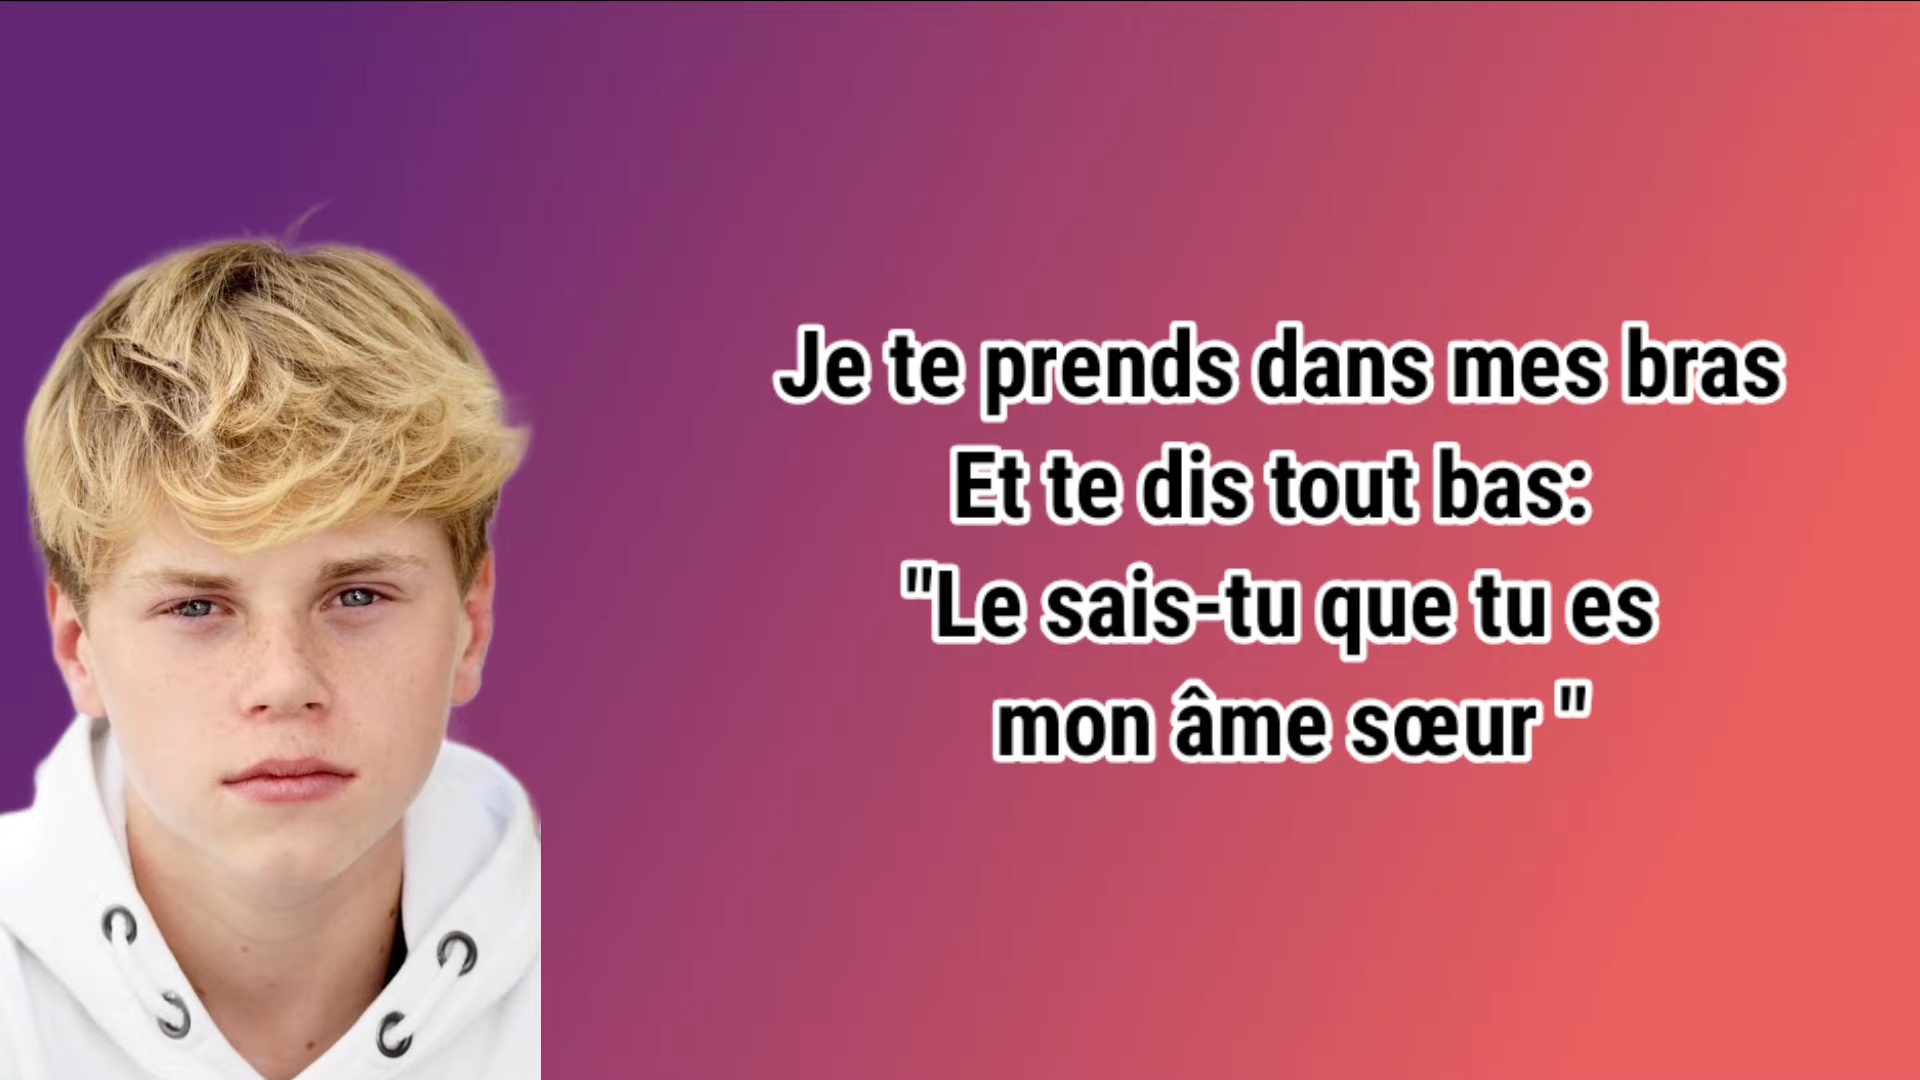 Je te prends dans mes bras
Et te dis tout bas:
"Le sais-tu que tu es
mon âme sœur "